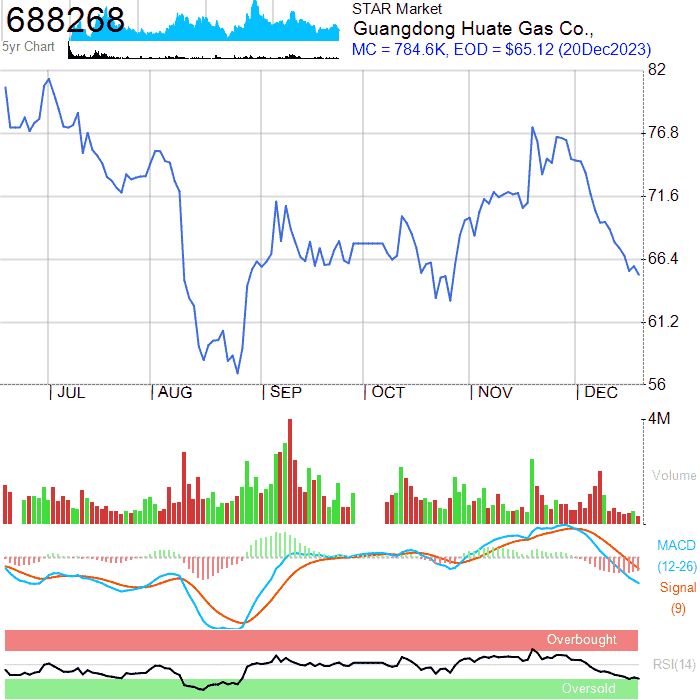 688268
5yr Chart
STAR Market
Guangdong Huate Gas Co.,
MC = 784.6K, EOD = $65.12 (20Dec2023)
82
76.8
71.6
66.4
61.2
56
JUL AUG SEP OCT NOV DEC
4M
Volume
MACD
(12-26)
Signal
(9)
Overbought
RSI(14)
Oversold